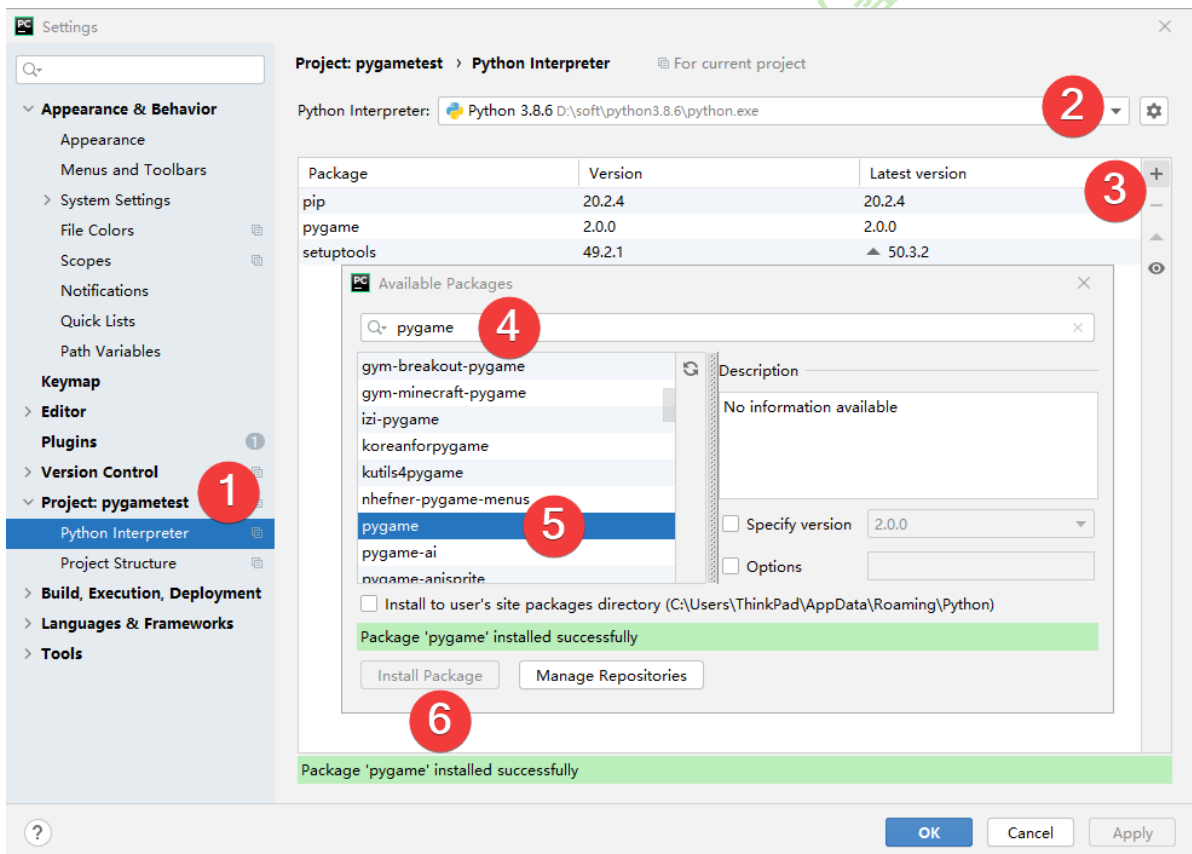 PC Settings
Appearance & Behavior
Appearance
Menus and Toolbars
System Settings
File Colors
Scopes
Notifications
Quick Lists
Path Variables
Keymap
Editor
Plugins 1
Version Control
Project: pygametest 1
Python Interpreter
Project Structure
Build, Execution, Deployment
Languages & Frameworks
Tools
Project: pygametest › Python Interpreter For current project
Python Interpreter: Python 3.8.6 D:\soft\python3.8.6\python.exe 2
Package Version Latest version 3
pip 20.2.4 20.2.4
pygame 2.0.0 2.0.0
setuptools 49.2.1 50.3.2
PC Available Packages
pygame 4
gym-breakout-pygame
gym-minecraft-pygame
izi-pygame
koreanforpygame
kutils4pygame
nhefner-pygame-menus
pygame 5
pygame-ai
pygame-anisprite
Description
No information available
Specify version 2.0.0
Options
Install to user's site packages directory (C:\Users\ThinkPad\AppData\Roaming\Python)
Package 'pygame' installed successfully
Install Package Manage Repositories
6
Package 'pygame' installed successfully
? OK Cancel Apply